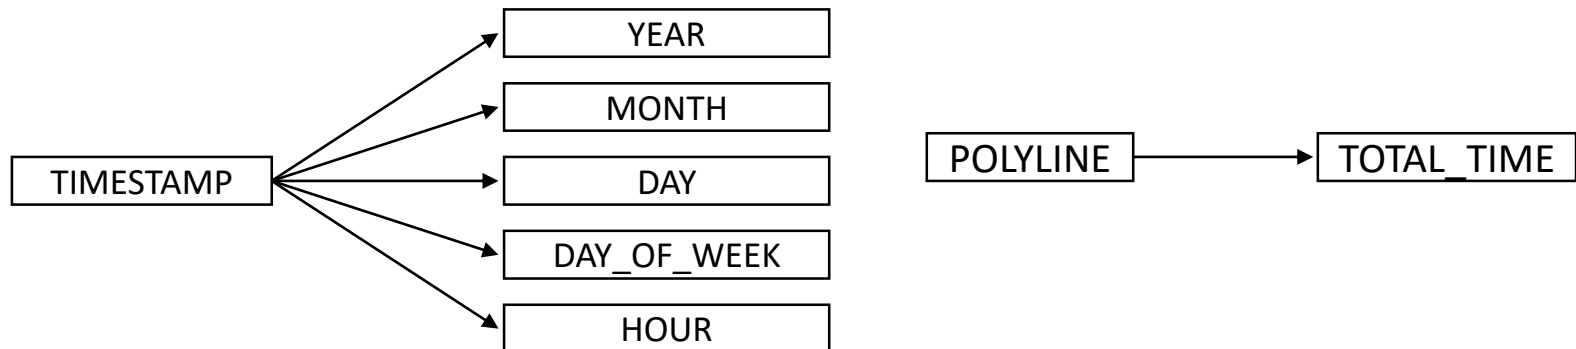 TIMESTAMP
YEAR
MONTH
DAY
DAY_OF_WEEK
HOUR
POLYLINE
TOTAL_TIME